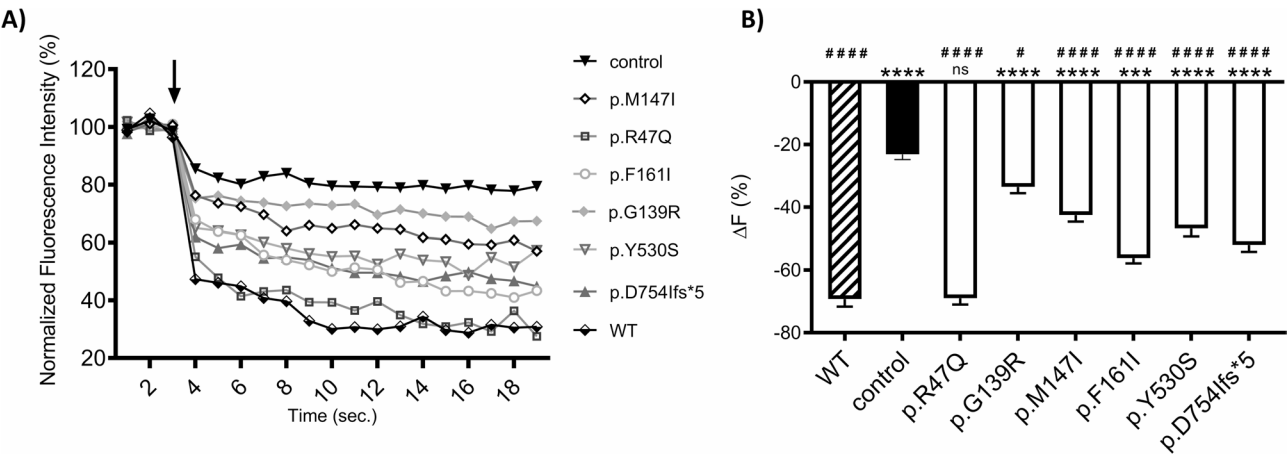 A)
Normalized Fluorescence Intensity (%)
120
100
80
60
40
20
2 4 6 8 10 12 14 16 18
Time (sec.)
control
p.M147I
p.R47Q
p.F161I
p.G139R
p.Y530S
p.D754Ifs*5
WT
B)
#### #### # #### #### #### ####
**** ns **** **** *** **** ****
ΔF (%)
0
-20
-40
-60
-80
WT control p.R47Q p.G139R p.M147I p.F161I p.Y530S p.D754Ifs*5